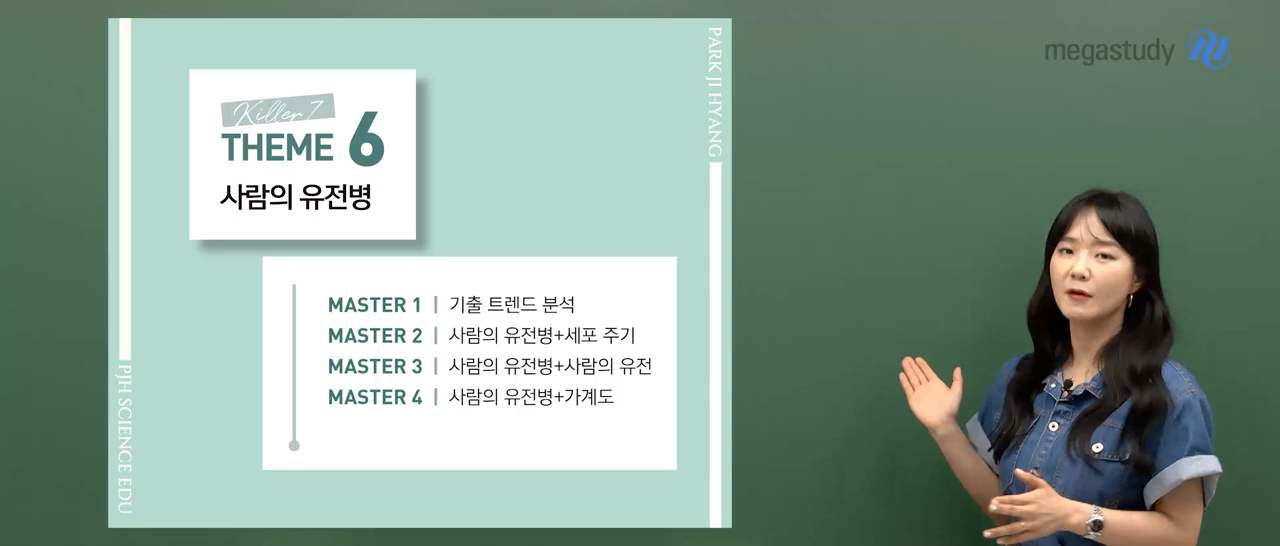 Killer 7
THEME 6
사람의 유전병
MASTER 1 | 기출 트렌드 분석
MASTER 2 | 사람의 유전병+세포 주기
MASTER 3 | 사람의 유전병+사람의 유전
MASTER 4 | 사람의 유전병+가계도
PJH SCIENCE EDU
PARK JI HYANG
megastudy